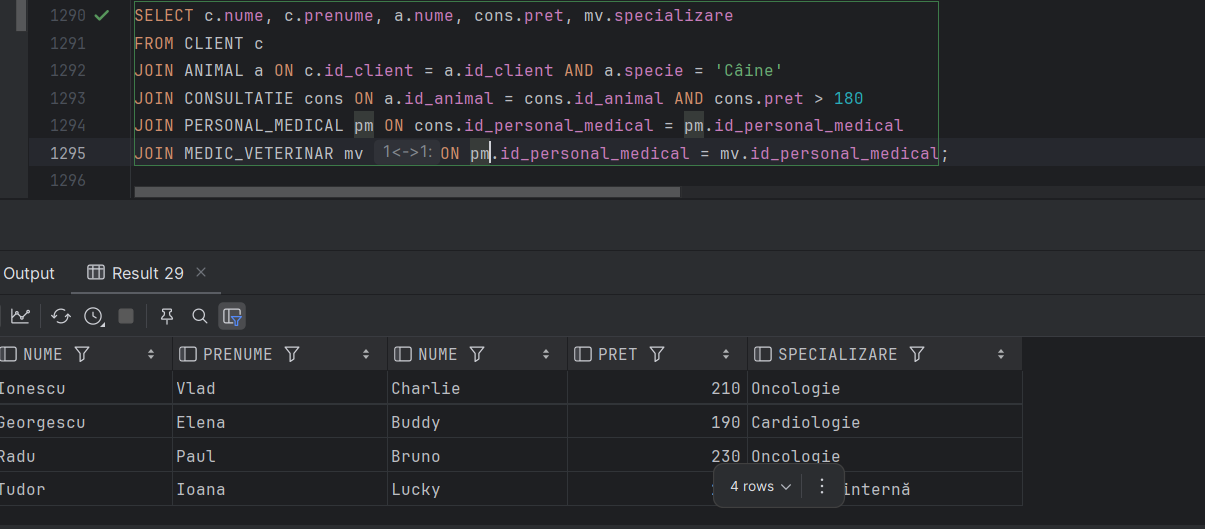 1290 SELECT c.nume, c.prenume, a.nume, cons.pret, mv.specializare
1291 FROM CLIENT c
1292 JOIN ANIMAL a ON c.id_client = a.id_client AND a.specie = 'Câine'
1293 JOIN CONSULTATIE cons ON a.id_animal = cons.id_animal AND cons.pret > 180
1294 JOIN PERSONAL_MEDICAL pm ON cons.id_personal_medical = pm.id_personal_medical
1295 JOIN MEDIC_VETERINAR mv 1<->1: ON pm.id_personal_medical = mv.id_personal_medical;
1296
Output Result 29
NUME PRENUME NUME PRET SPECIALIZARE
Ionescu Vlad Charlie 210 Oncologie
Georgescu Elena Buddy 190 Cardiologie
Radu Paul Bruno 230 Oncologie
Tudor Ioana Lucky internă
4 rows